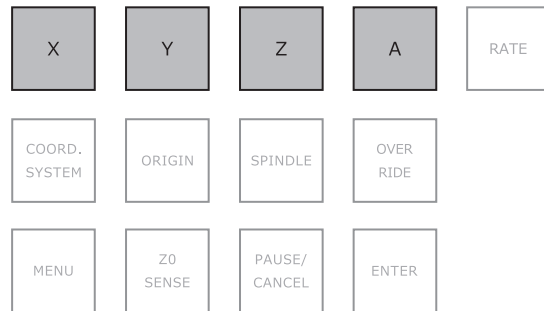 X Y Z A RATE
COORD. SYSTEM ORIGIN SPINDLE OVER RIDE
MENU Z0 SENSE PAUSE/ CANCEL ENTER